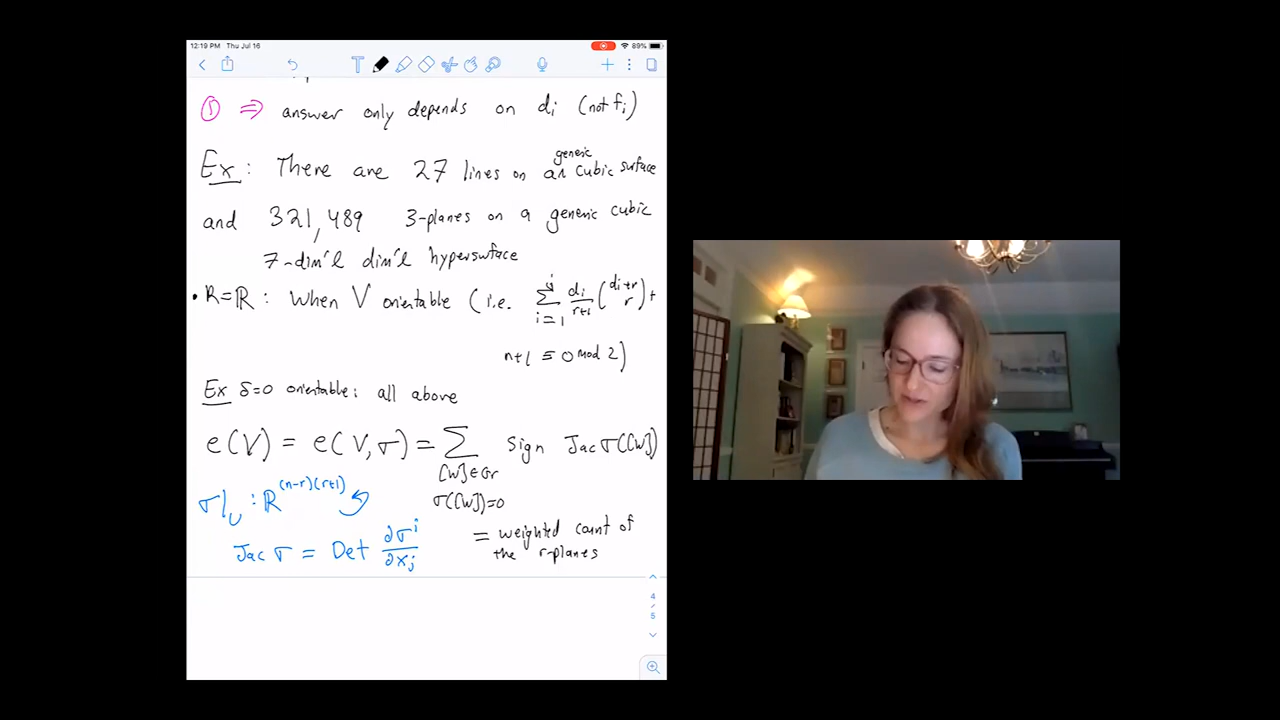 12:19 PM Thu Jul 16
89%
① ⇒ answer only depends on di (not fi)
generic
Ex: There are 27 lines on an cubic surface
and 321,489 3-planes on a generic cubic
7-dim'l dim'l hypersurface
• R=ℝ: When V orientable (i.e. ∑ i=1 j di/r+1 (di+r r) +
n+1 ≡ 0 mod 2)
Ex δ=0 orientable: all above
e(V) = e(V,σ) = ∑ sign Jac σ([W])
[W]∈Gr
σ([W])=0
σ|U : ℝ^(n-r)(r+1)
Jac σ = Det ∂σ^i/∂xj
= weighted count of
the r-planes
4
/
5